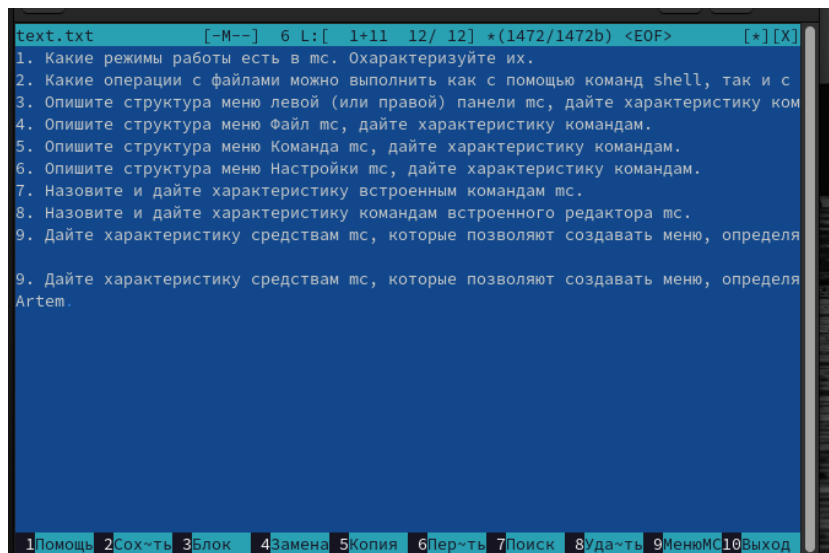 text.txt [-M--] 6 L:[ 1+11 12/ 12] *(1472/1472b) <EOF> [*][X]
1. Какие режимы работы есть в mc. Охарактеризуйте их.
2. Какие операции с файлами можно выполнить как с помощью команд shell, так и с
3. Опишите структура меню левой (или правой) панели mc, дайте характеристику ком
4. Опишите структура меню Файл mc, дайте характеристику командам.
5. Опишите структура меню Команда mc, дайте характеристику командам.
6. Опишите структура меню Настройки mc, дайте характеристику командам.
7. Назовите и дайте характеристику встроенным командам mc.
8. Назовите и дайте характеристику командам встроенного редактора mc.
9. Дайте характеристику средствам mc, которые позволяют создавать меню, определя
9. Дайте характеристику средствам mc, которые позволяют создавать меню, определя
Artem.
1Помощь 2Сох~ть 3Блок 4Замена 5Копия 6Пер~ть 7Поиск 8Уда~ть 9МенюMC 10Выход